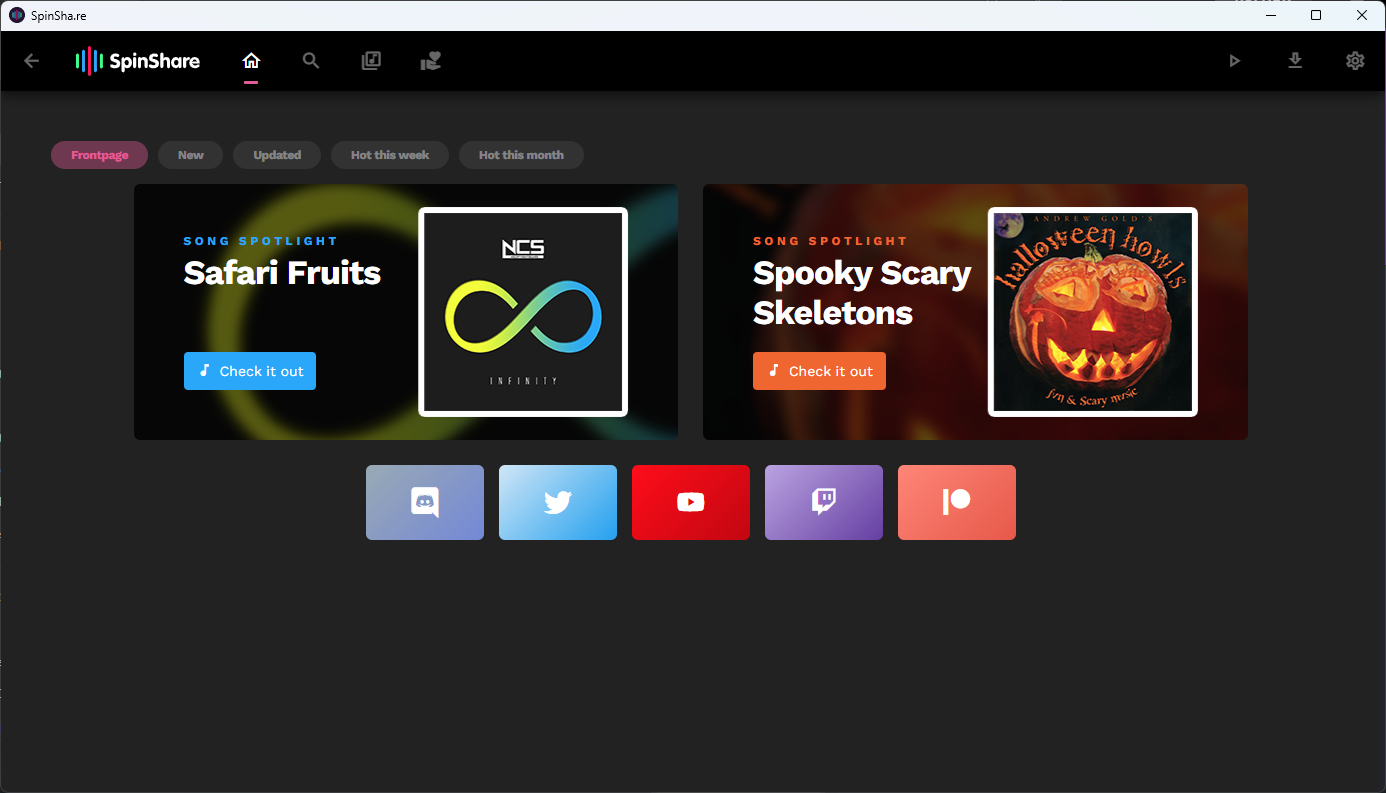 SpinSha.re
SpinShare
Frontpage
New
Updated
Hot this week
Hot this month
SONG SPOTLIGHT
Safari Fruits
Check it out
NCS
INFINITY
SONG SPOTLIGHT
Spooky Scary
Skeletons
Check it out
ANDREW GOLD'S
halloween howls
fun & Scary music